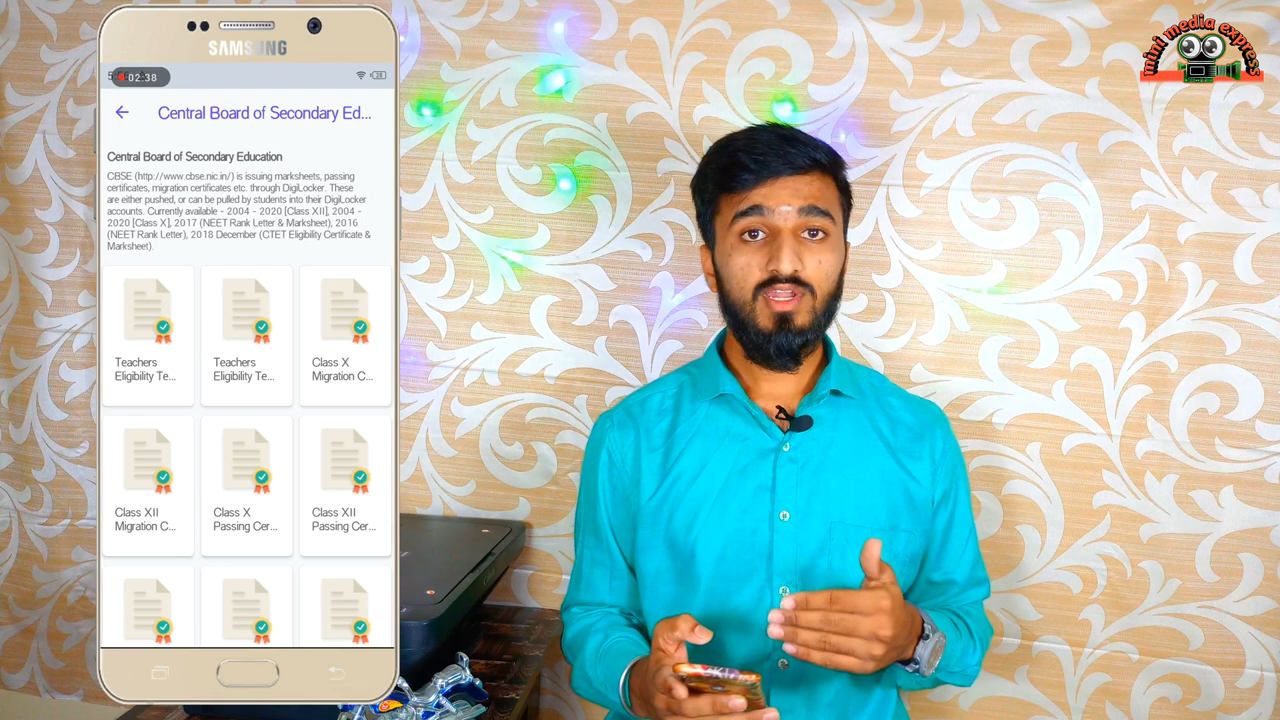 SAMSUNG
02:38
28
Central Board of Secondary Ed...
Central Board of Secondary Education
CBSE (http://www.cbse.nic.in/) is issuing marksheets, passing
certificates, migration certificates etc. through DigiLocker. These
are either pushed, or can be pulled by students into their DigiLocker
accounts. Currently available - 2004 - 2020 [Class XII], 2004 -
2020 [Class X], 2017 (NEET Rank Letter & Marksheet), 2016
(NEET Rank Letter), 2018 December (CTET Eligibility Certificate &
Marksheet).
Teachers
Eligibility Te...
Teachers
Eligibility Te...
Class X
Migration C...
Class XII
Migration C...
Class X
Passing Cer...
Class XII
Passing Cer...
mini media express